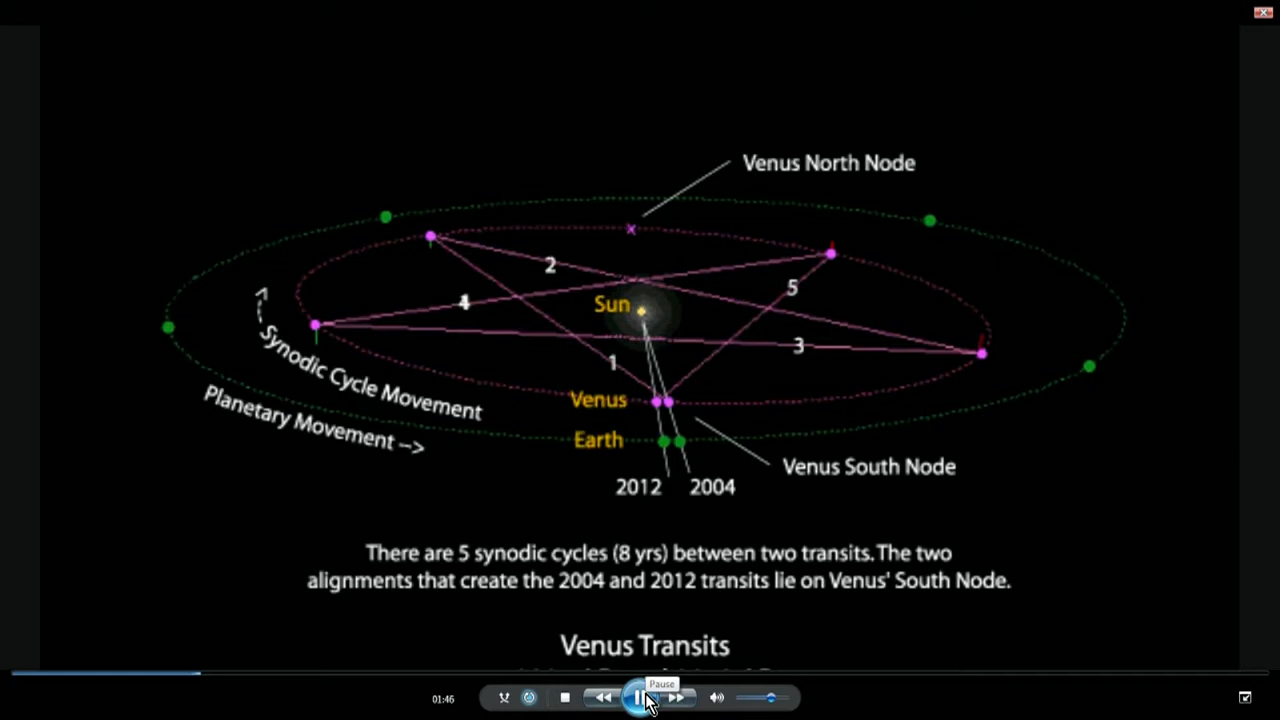 Venus North Node
2
5
Sun
4
3
1
Synodic Cycle Movement
Planetary Movement -->
Venus
Earth
Venus South Node
2012
2004
There are 5 synodic cycles (8 yrs) between two transits. The two
alignments that create the 2004 and 2012 transits lie on Venus' South Node.
Venus Transits
Pause
01:46